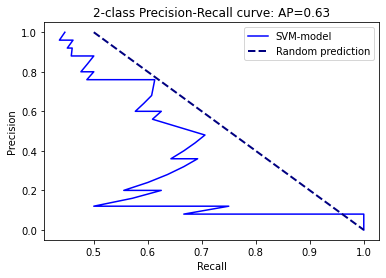 2-class Precision-Recall curve: AP=0.63
SVM-model
Random prediction
Precision
1.0
0.8
0.6
0.4
0.2
0.0
0.5
0.6
0.7
0.8
0.9
1.0
Recall